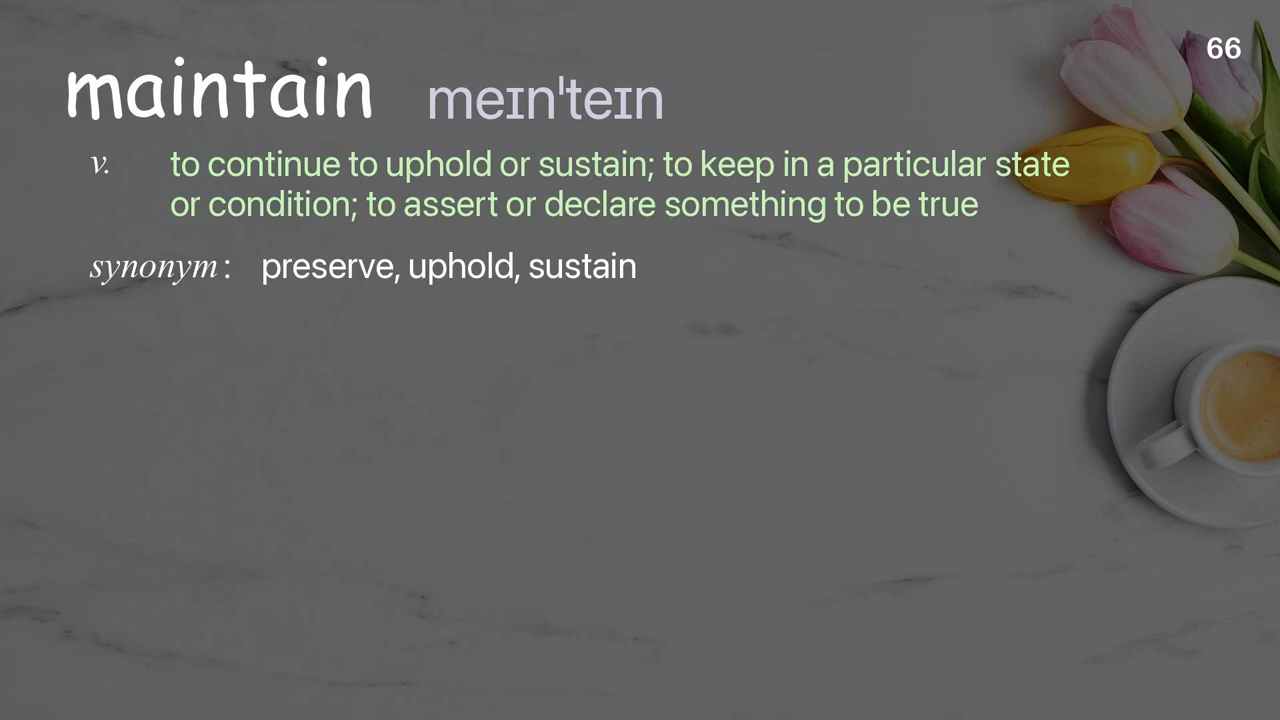 66
maintain meɪnˈteɪn
v. to continue to uphold or sustain; to keep in a particular state
or condition; to assert or declare something to be true
synonym: preserve, uphold, sustain